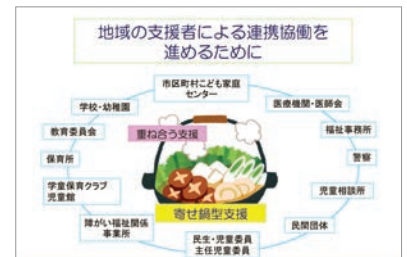 地域の支援者による連携協働を
進めるために
市区町村こども家庭
センター
学校・幼稚園
医療機関・医師会
教育委員会
重ね合う支援
福祉事務所
保育所
警察
学童保育クラブ
児童館
児童相談所
寄せ鍋型支援
障がい福祉関係
事業所
民間団体
民生・児童委員
主任児童委員